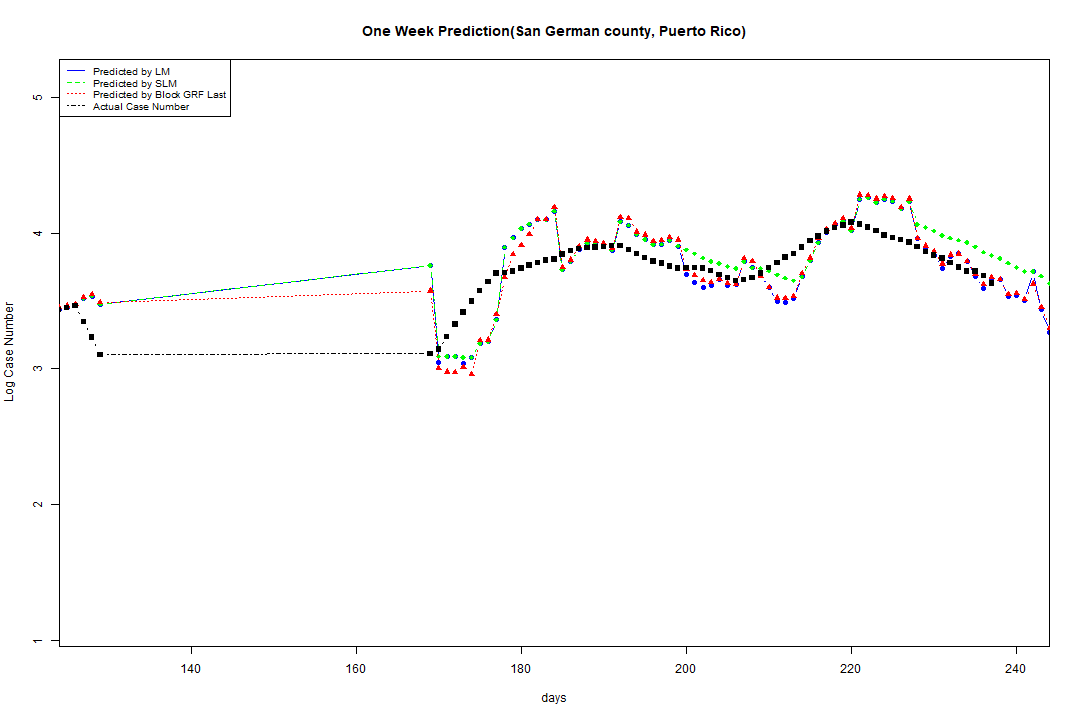 One Week Prediction(San German county, Puerto Rico)
Predicted by LM
Predicted by SLM
Predicted by Block GRF Last
Actual Case Number
5
4
3
2
1
Log Case Number
140 160 180 200 220 240
days